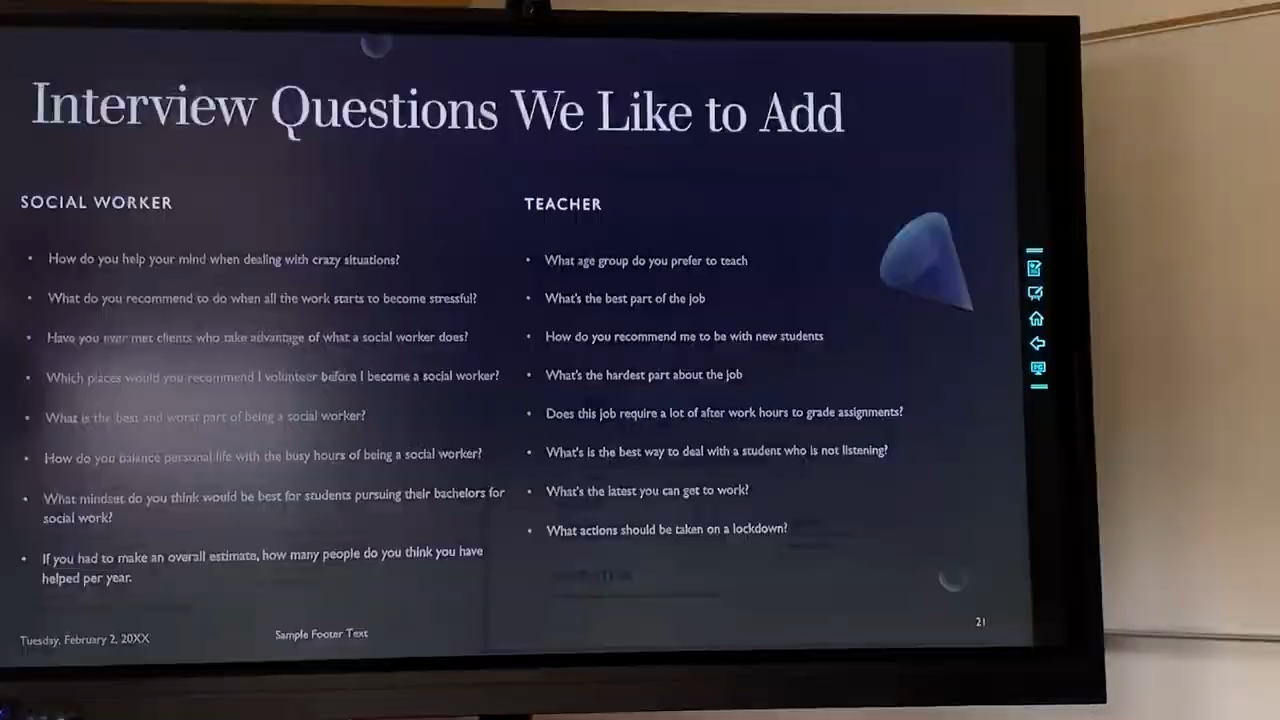 Interview Questions We Like to Add
SOCIAL WORKER
• How do you help your mind when dealing with crazy situations?
• What do you recommend to do when all the work starts to become stressful?
• Have you ever met clients who take advantage of what a social worker does?
• Which places would you recommend I volunteer before I become a social worker?
• What is the best and worst part of being a social worker?
• How do you balance personal life with the busy hours of being a social worker?
• What mindset do you think would be best for students pursuing their bachelors for
social work?
• If you had to make an overall estimate, how many people do you think you have
helped per year.
TEACHER
• What age group do you prefer to teach
• What's the best part of the job
• How do you recommend me to be with new students
• What's the hardest part about the job
• Does this job require a lot of after work hours to grade assignments?
• What's is the best way to deal with a student who is not listening?
• What's the latest you can get to work?
• What actions should be taken on a lockdown?
Tuesday, February 2, 20XX
Sample Footer Text
21
PC